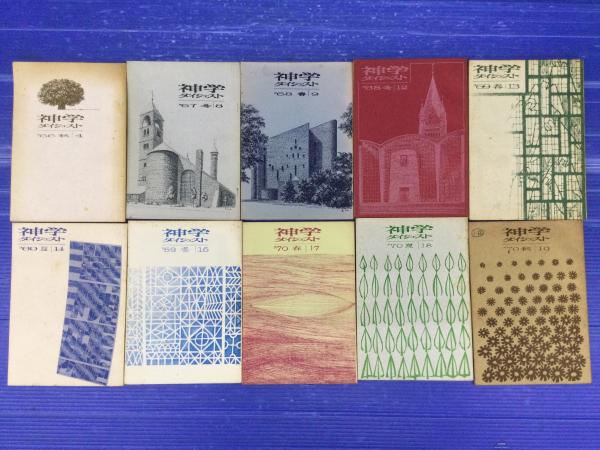 神学
ダイジェスト
'66 秋|4
神学
ダイジェスト
'67 冬|8
神学
ダイジェスト
'68 春|9
神学
ダイジェスト
'68 冬|12
神学
ダイジェスト
'69 春|13
神学
ダイジェスト
神学
ダイジェスト
'69 冬|16
神学
ダイジェスト
'70 春|17
神学
ダイジェスト
'70 夏|18
神学
ダイジェスト
'70 秋|19